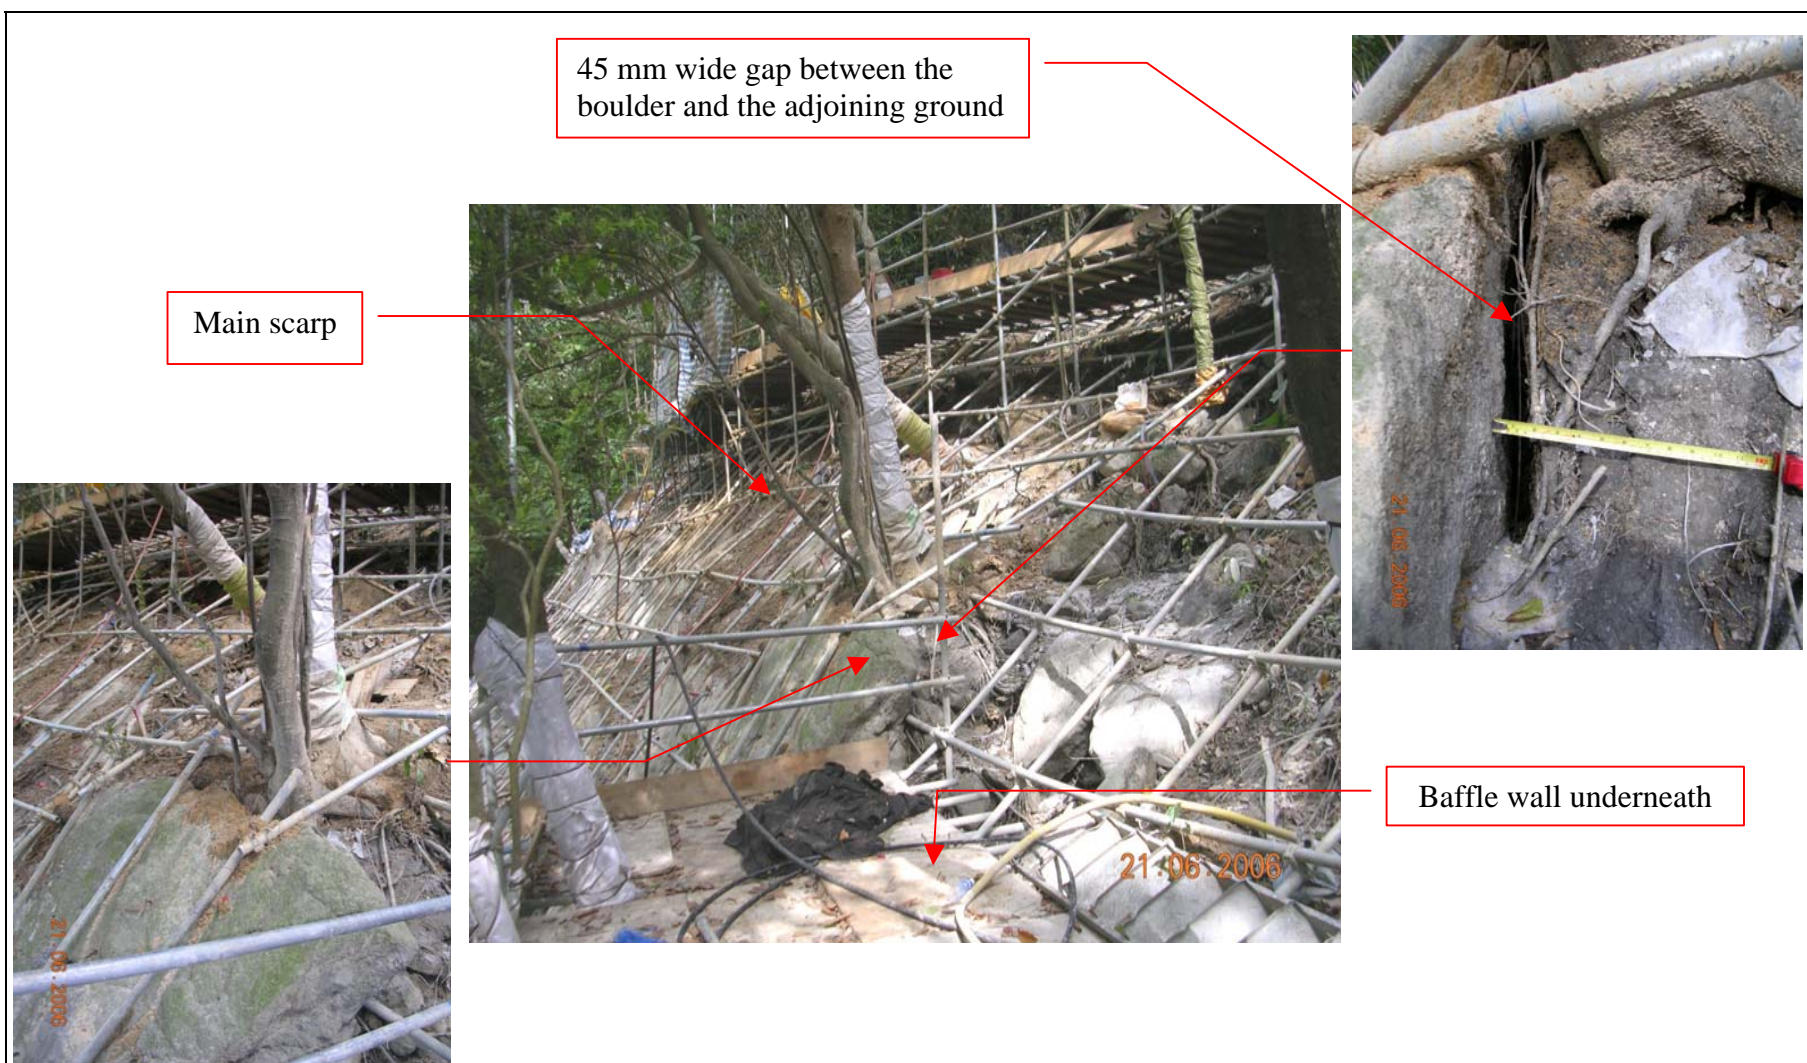 45 mm wide gap between the
boulder and the adjoining ground
Main scarp
Baffle wall underneath
21.06.2006
21.06.2006
21.06.2006